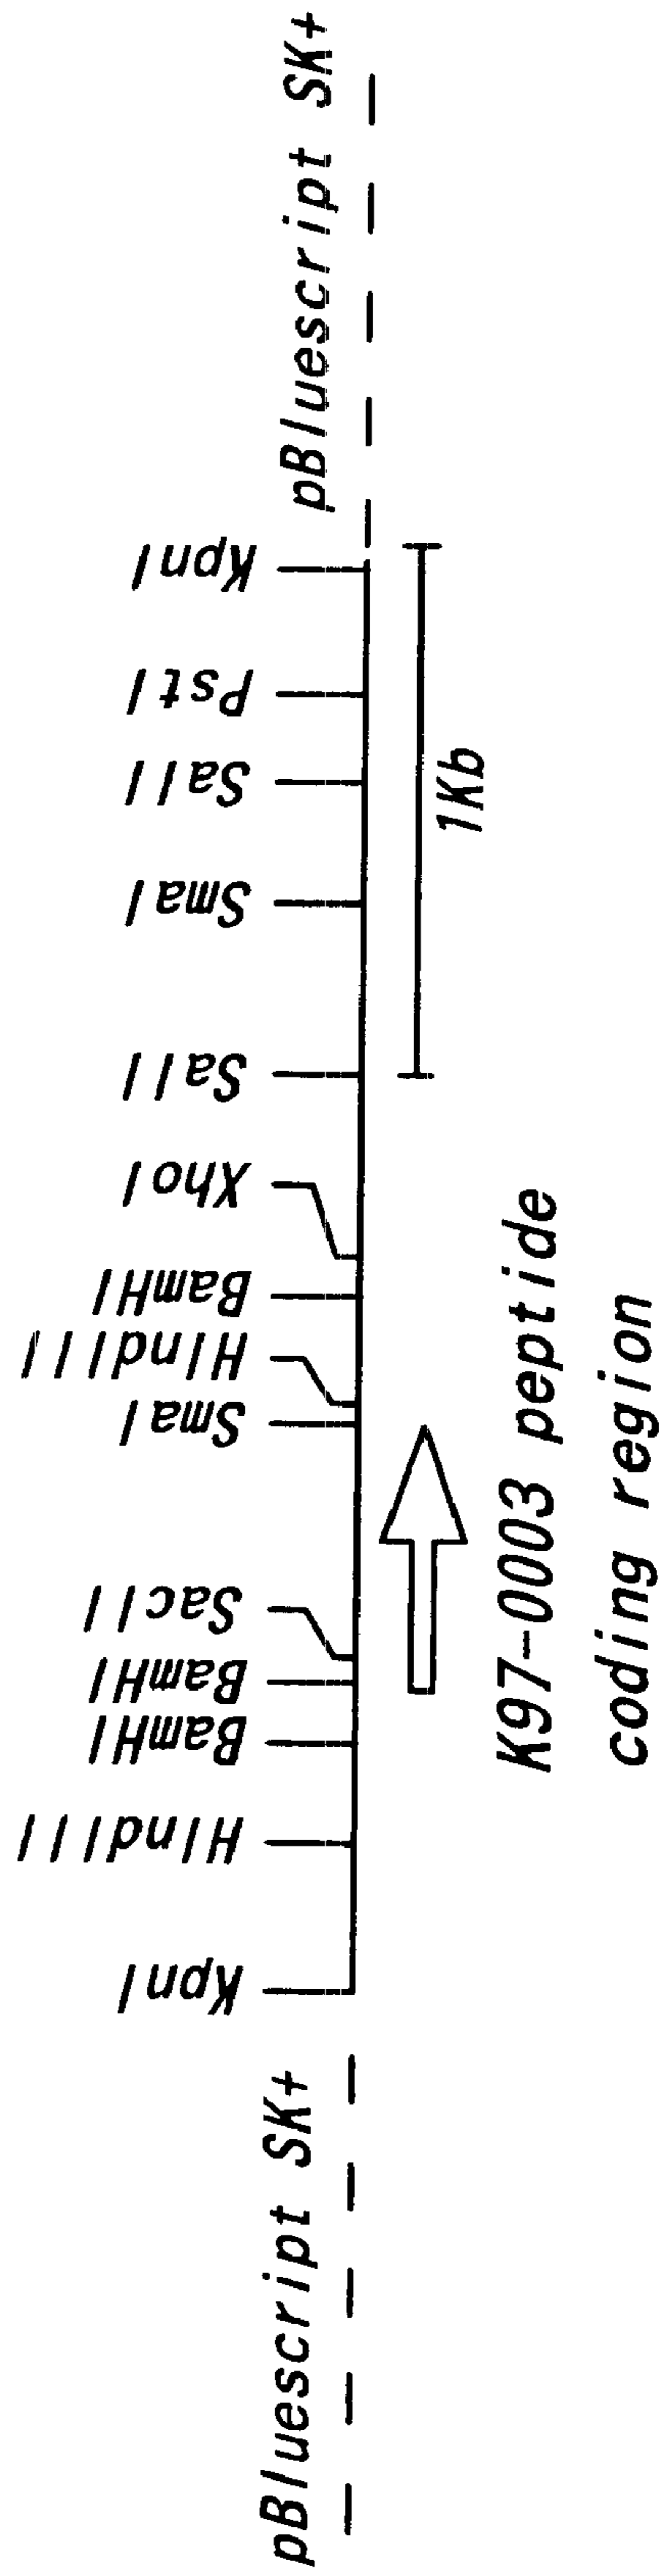 pBluescript SK+
KpnI
HIndIII
BamHI
BamHI
SacII
SmaI
HIndIII
BamHI
XhoI
SalI
SmaI
SalI
PstI
KpnI
pBluescript SK+
K97-0003 peptide
coding region
1Kb